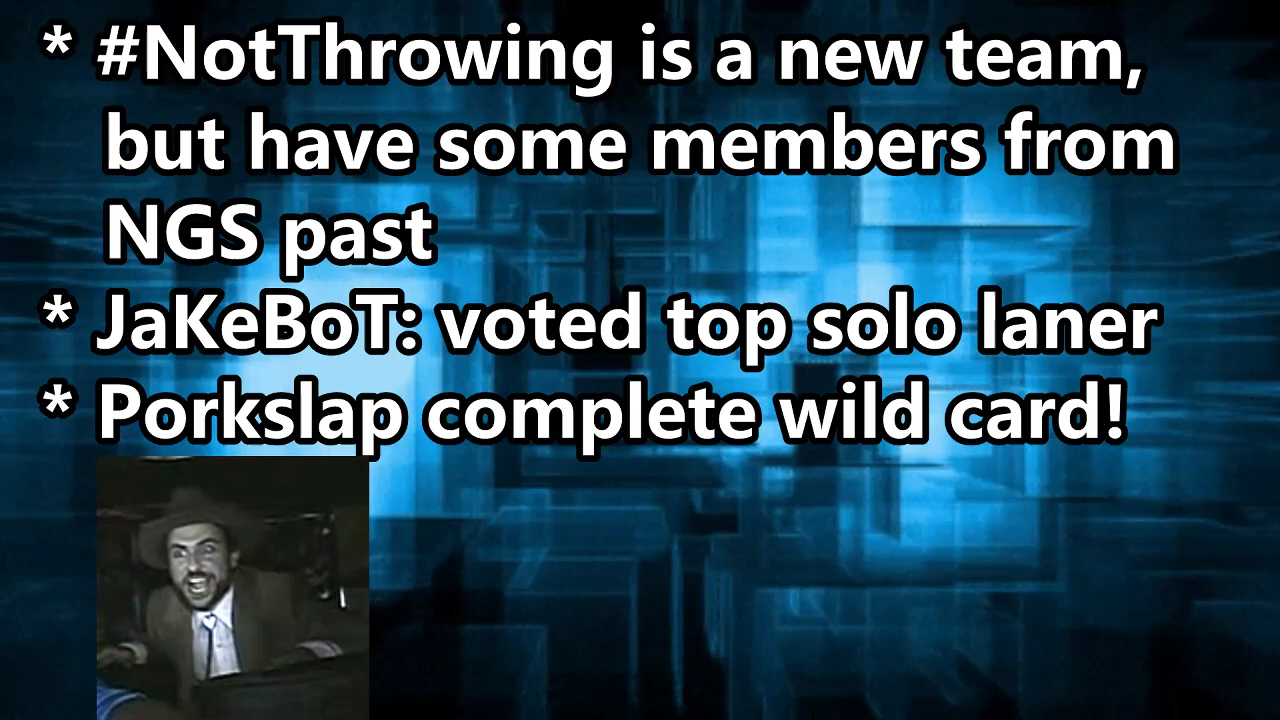 * #NotThrowing is a new team,
but have some members from
NGS past
* JaKeBoT: voted top solo laner
* Porkslap complete wild card!